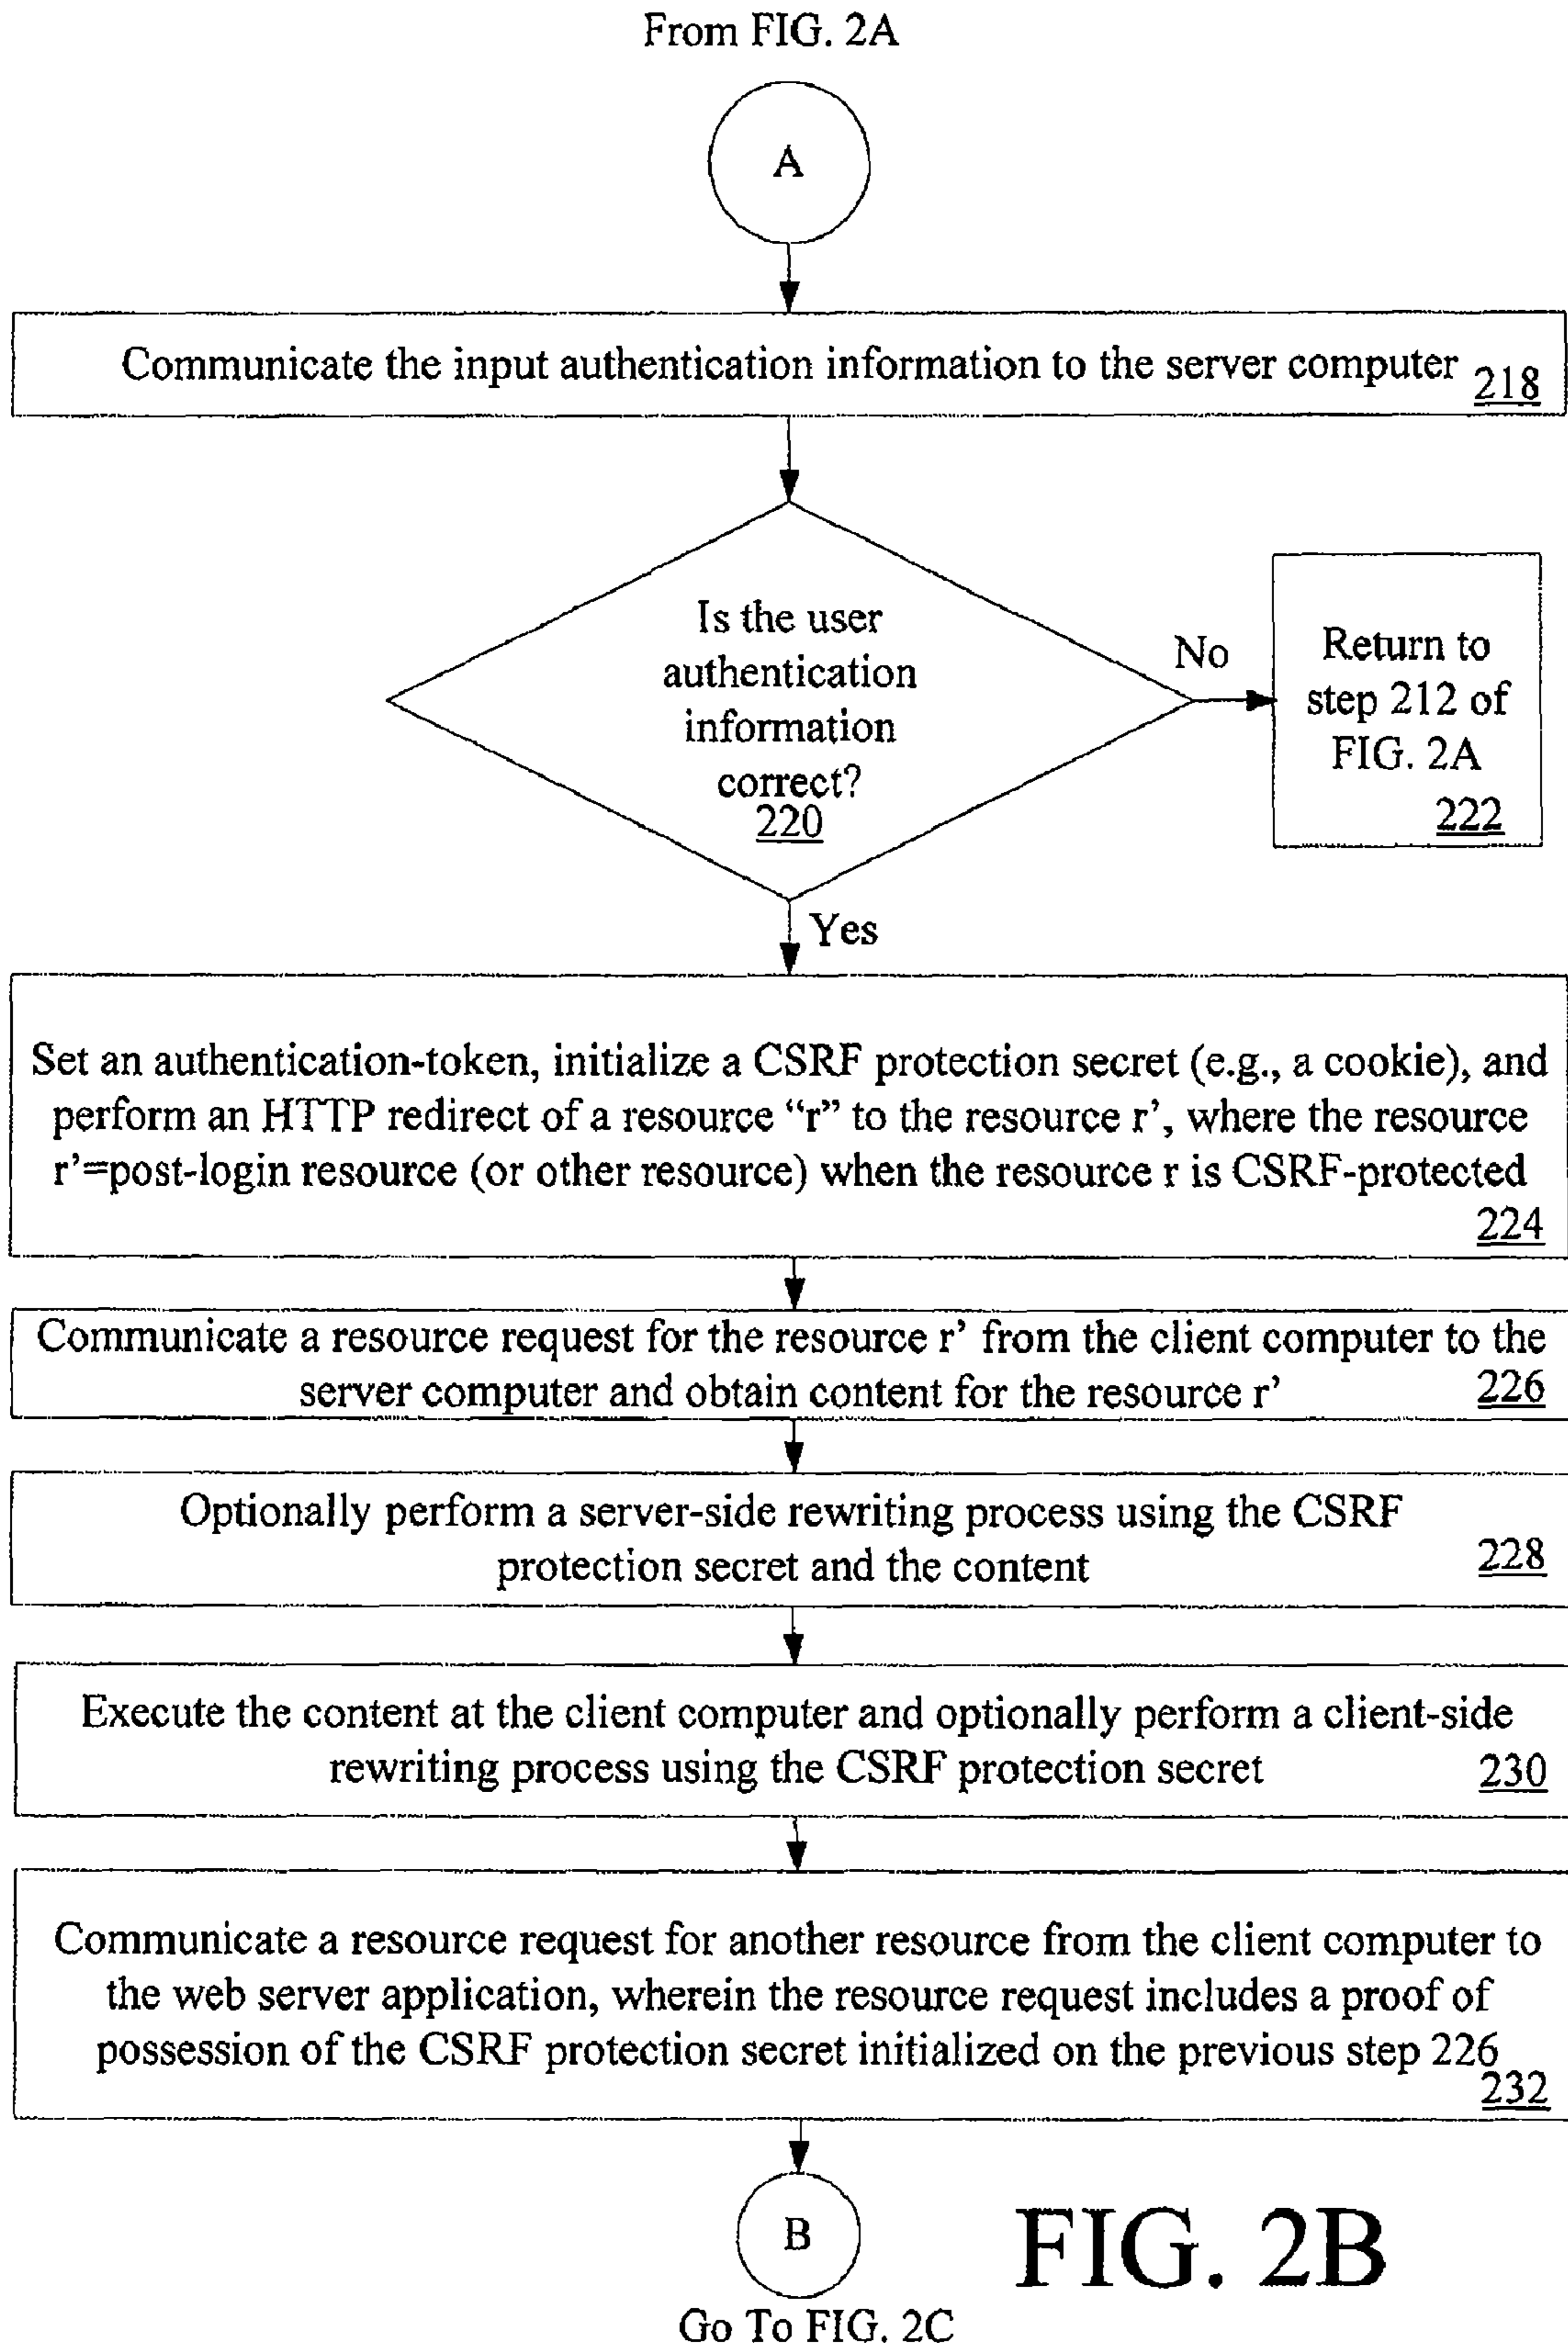 From FIG. 2A
A
Communicate the input authentication information to the server computer 218
Is the user
authentication
information
correct?
220
No
Return to
step 212 of
FIG. 2A
222
Yes
Set an authentication-token, initialize a CSRF protection secret (e.g., a cookie), and
perform an HTTP redirect of a resource “r” to the resource r’, where the resource
r’=post-login resource (or other resource) when the resource r is CSRF-protected
224
Communicate a resource request for the resource r’ from the client computer to the
server computer and obtain content for the resource r’ 226
Optionally perform a server-side rewriting process using the CSRF
protection secret and the content 228
Execute the content at the client computer and optionally perform a client-side
rewriting process using the CSRF protection secret 230
Communicate a resource request for another resource from the client computer to
the web server application, wherein the resource request includes a proof of
possession of the CSRF protection secret initialized on the previous step 226
232
B
FIG. 2B
Go To FIG. 2C